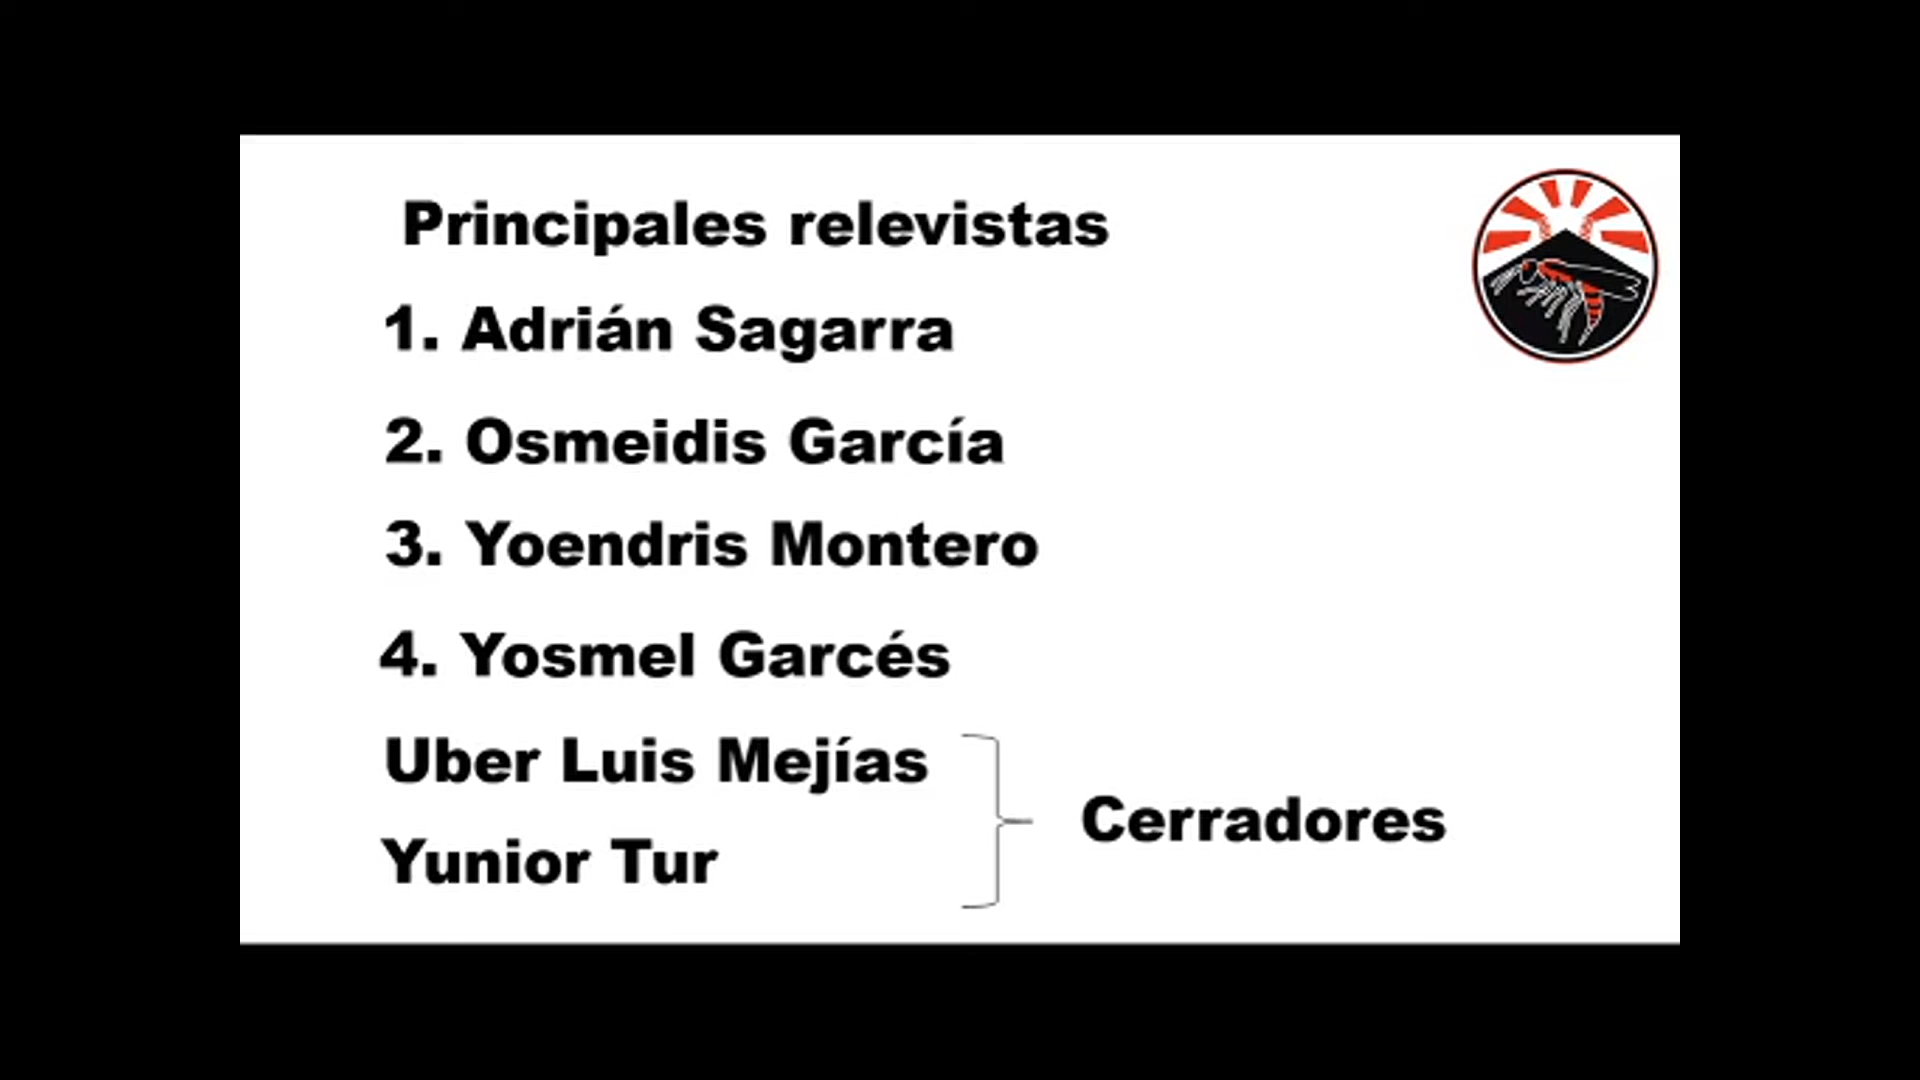 Principales relevistas
1. Adrián Sagarra
2. Osmeidis García
3. Yoendris Montero
4. Yosmel Garcés
Uber Luis Mejías
Yunior Tur
Cerradores